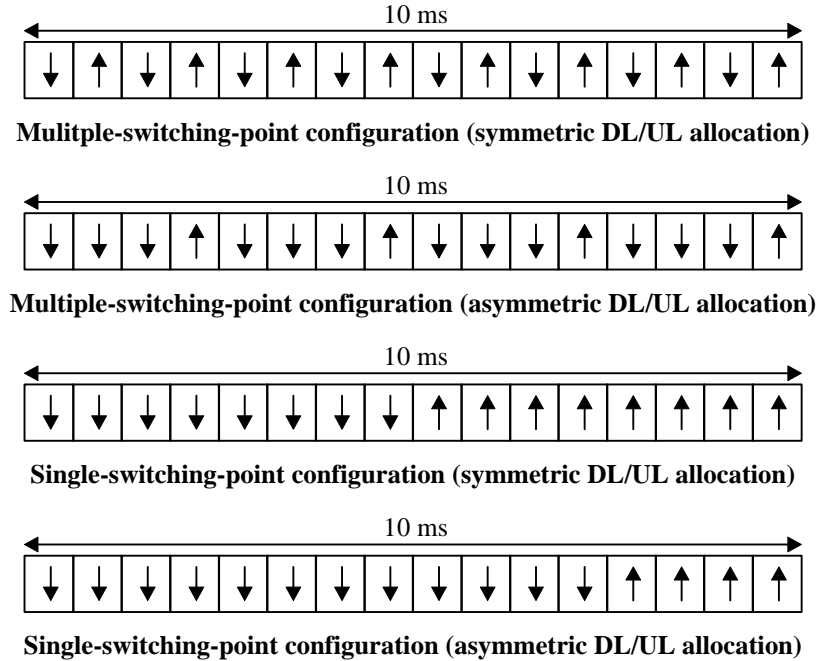 10 ms
Mulitple-switching-point configuration (symmetric DL/UL allocation)
10 ms
Multiple-switching-point configuration (asymmetric DL/UL allocation)
10 ms
Single-switching-point configuration (symmetric DL/UL allocation)
10 ms
Single-switching-point configuration (asymmetric DL/UL allocation)